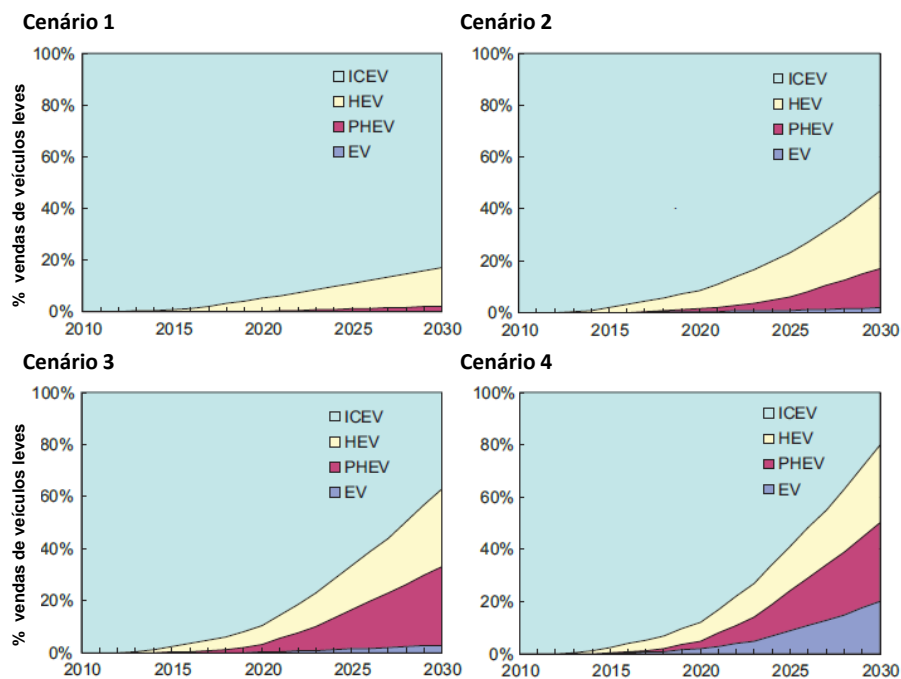 Cenário 1
% vendas de veículos leves
100%
80%
60%
40%
20%
0%
ICEV
HEV
PHEV
EV
2010 2015 2020 2025 2030
Cenário 2
100%
80%
60%
40%
20%
0%
ICEV
HEV
PHEV
EV
2010 2015 2020 2025 2030
Cenário 3
% vendas de veículos leves
100%
80%
60%
40%
20%
0%
ICEV
HEV
PHEV
EV
2010 2015 2020 2025 2030
Cenário 4
100%
80%
60%
40%
20%
0%
ICEV
HEV
PHEV
EV
2010 2015 2020 2025 2030